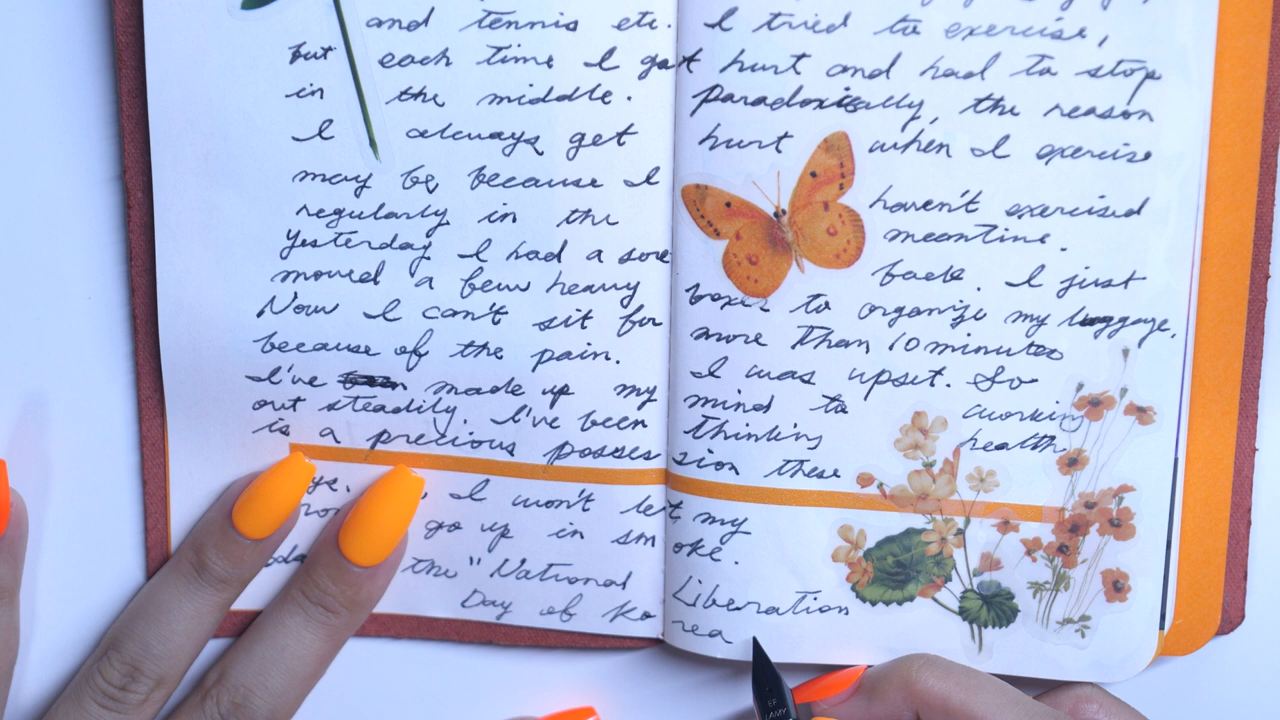 and tennis etc. I tried to exercise,
but each time I got hurt and had to stop
in the middle. Paradoxically, the reason
I always get hurt when I exercise
may be because I haven't exercised
regularly in the meantime.
Yesterday I had a sore back. I just
moved a few heavy boxes to organize my luggage.
Now I can't sit for more than 10 minutes
because of the pain. I was upset. So
I've made up my mind to working
out steadily. I've been thinking health
is a precious possession these
I won't let my
go up in smoke.
the "National Liberation
Day of Korea
EF
LAMY